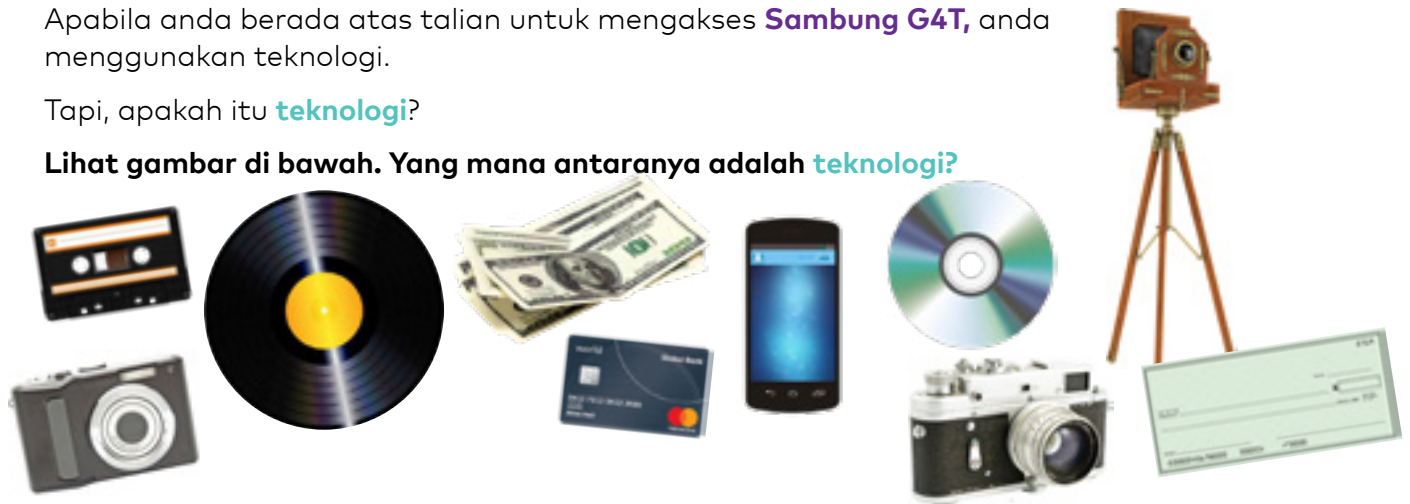 Apabila anda berada atas talian untuk mengakses Sambung G4T, anda
menggunakan teknologi.
Tapi, apakah itu teknologi?
Lihat gambar di bawah. Yang mana antaranya adalah teknologi?